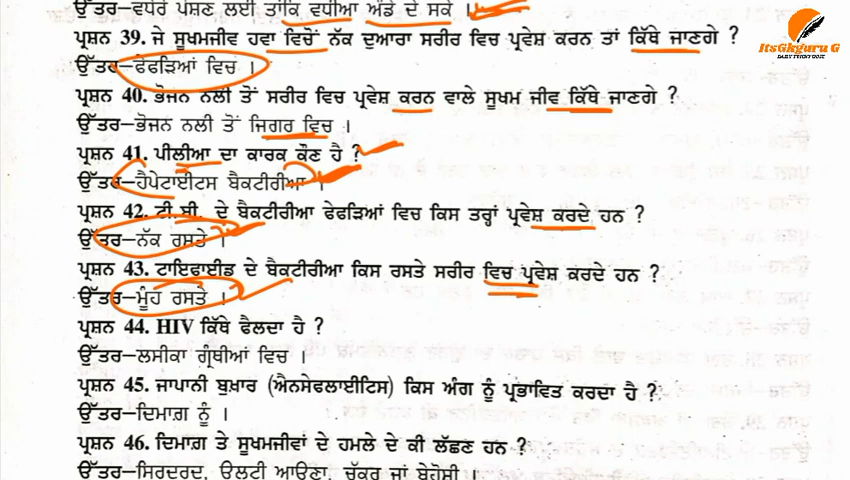 ਉੱਤਰ—ਵਧੇਰੇ ਪੋਸ਼ਣ ਲਈ ਤਾਂਕਿ ਵਧੀਆ ਅੰਡੇ ਦੇ ਸਕੇ ।
ItsGkguru G
ਪ੍ਰਸ਼ਨ 39. ਜੇ ਸੂਖਮਜੀਵ ਹਵਾ ਵਿਚੋਂ ਨੱਕ ਦੁਆਰਾ ਸਰੀਰ ਵਿਚ ਪ੍ਰਵੇਸ਼ ਕਰਨ ਤਾਂ ਕਿੱਥੇ ਜਾਣਗੇ ?
ਉੱਤਰ—ਫੇਫੜਿਆਂ ਵਿਚ ।
ਪ੍ਰਸ਼ਨ 40. ਭੋਜਨ ਨਲੀ ਤੋਂ ਸਰੀਰ ਵਿਚ ਪ੍ਰਵੇਸ਼ ਕਰਨ ਵਾਲੇ ਸੂਖਮ ਜੀਵ ਕਿੱਥੇ ਜਾਣਗੇ ?
ਉੱਤਰ—ਭੋਜਨ ਨਲੀ ਤੋਂ ਜਿਗਰ ਵਿਚ ।
ਪ੍ਰਸ਼ਨ 41. ਪੀਲੀਆ ਦਾ ਕਾਰਕ ਕੌਣ ਹੈ ?
ਉੱਤਰ—ਹੈਪੇਟਾਈਟਸ ਬੈਕਟੀਰੀਆ ।
ਪ੍ਰਸ਼ਨ 42. ਟੀ.ਬੀ. ਦੇ ਬੈਕਟੀਰੀਆ ਫੇਫੜਿਆਂ ਵਿਚ ਕਿਸ ਤਰ੍ਹਾਂ ਪ੍ਰਵੇਸ਼ ਕਰਦੇ ਹਨ ?
ਉੱਤਰ—ਨੱਕ ਰਸਤੇ ।
ਪ੍ਰਸ਼ਨ 43. ਟਾਇਫਾਈਡ ਦੇ ਬੈਕਟੀਰੀਆ ਕਿਸ ਰਸਤੇ ਸਰੀਰ ਵਿਚ ਪ੍ਰਵੇਸ਼ ਕਰਦੇ ਹਨ ?
ਉੱਤਰ—ਮੂੰਹ ਰਸਤੇ ।
ਪ੍ਰਸ਼ਨ 44. HIV ਕਿੱਥੇ ਫੈਲਦਾ ਹੈ ?
ਉੱਤਰ—ਲਸੀਕਾ ਗ੍ਰੰਥੀਆਂ ਵਿਚ ।
ਪ੍ਰਸ਼ਨ 45. ਜਾਪਾਨੀ ਬੁਖ਼ਾਰ (ਐਨਸੇਫਲਾਈਟਿਸ) ਕਿਸ ਅੰਗ ਨੂੰ ਪ੍ਰਭਾਵਿਤ ਕਰਦਾ ਹੈ ?
ਉੱਤਰ—ਦਿਮਾਗ਼ ਨੂੰ ।
ਪ੍ਰਸ਼ਨ 46. ਦਿਮਾਗ਼ ਤੇ ਸੂਖਮਜੀਵਾਂ ਦੇ ਹਮਲੇ ਦੇ ਕੀ ਲੱਛਣ ਹਨ ?
ਉੱਤਰ—ਸਿਰਦਰਦ, ਉਲਟੀ ਆਉਣਾ, ਚੱਕਰ ਜਾਂ ਬੇਹੋਸ਼ੀ ।